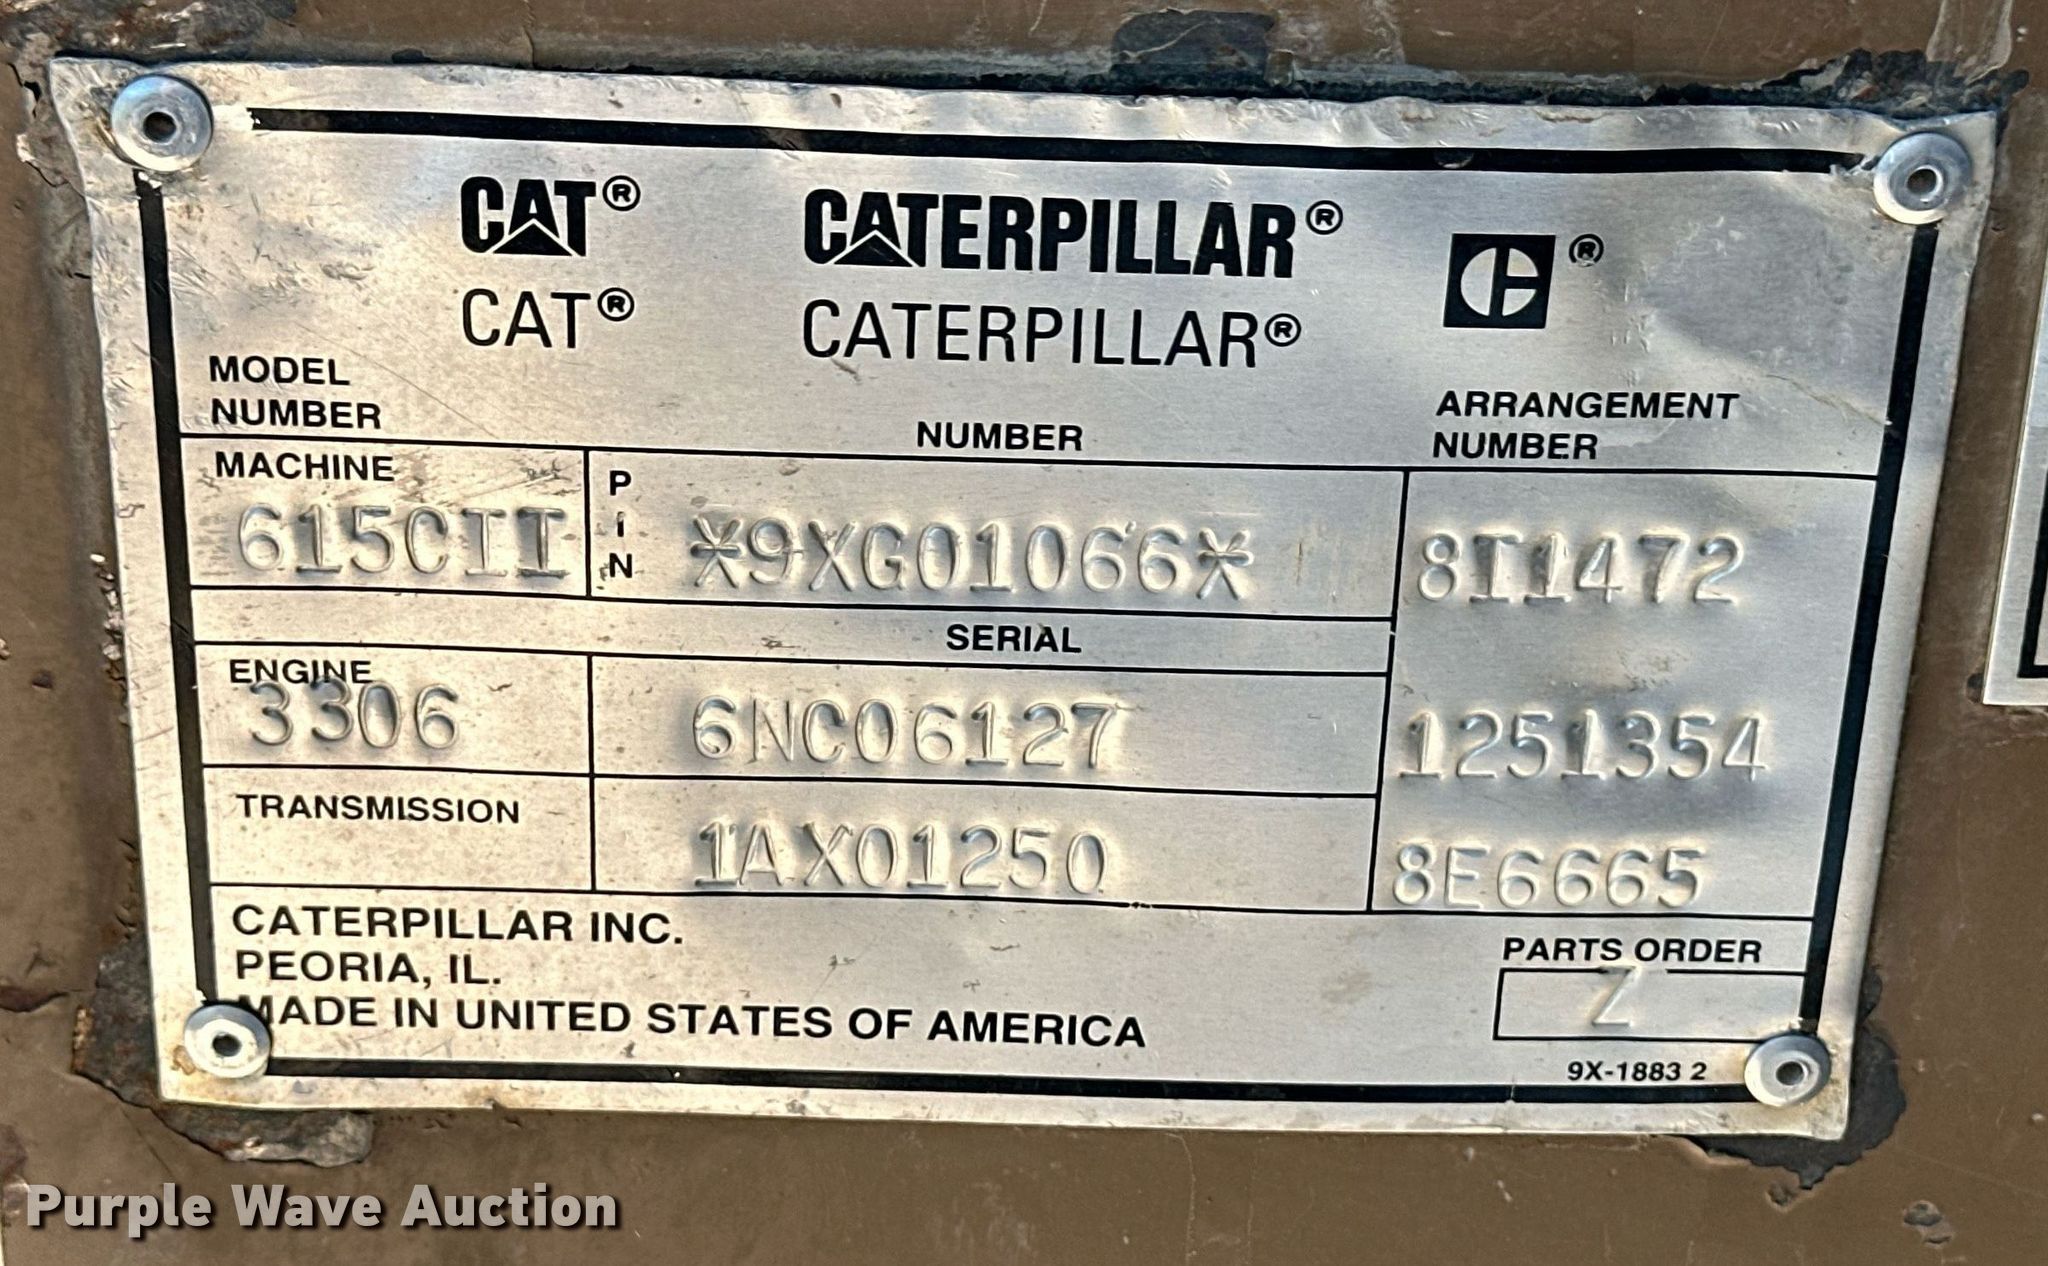 CAT® CATERPILLAR® ®
CAT® CATERPILLAR®
MODEL NUMBER
NUMBER
ARRANGEMENT NUMBER
MACHINE
615CII
PIN
*9XG01066*
8I1472
SERIAL
ENGINE
3306
6NC06127
1251354
TRANSMISSION
1AX01250
8E6665
CATERPILLAR INC.
PEORIA, IL.
MADE IN UNITED STATES OF AMERICA
PARTS ORDER
Z
9X-1883 2
Purple Wave Auction